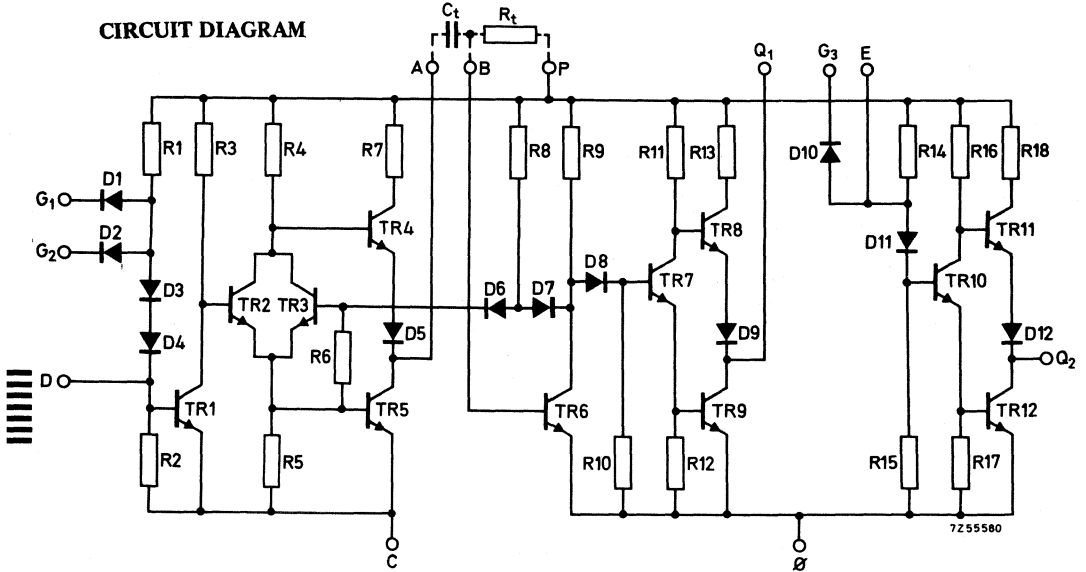 CIRCUIT DIAGRAM
Ct Rt
A B P Q1 G3 E
R1 R3 R4 R7 R8 R9 R11 R13 D10 R14 R16 R18
G1 D1
TR4 TR8 TR11
G2 D2
D11
D8
D3 TR2 TR3 D6 D7 TR7 TR10
D4 R6 D5 D9 D12
Q2
D
TR1 TR5 TR6 TR9 TR12
R2 R5 R10 R12 R15 R17
7Z55580
C Ø